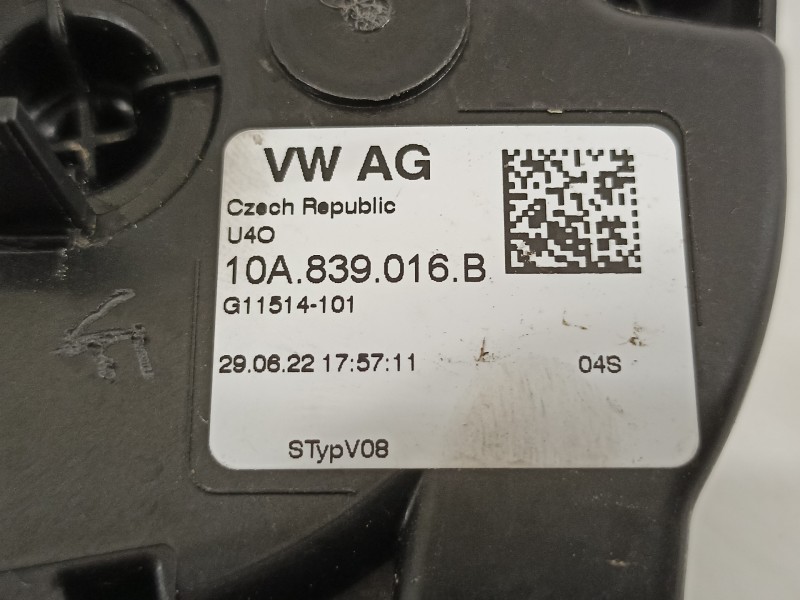 VW AG
Czech Republic
U4O
10A.839.016.B
G11514-101
29.06.22 17:57:11 04S
STypV08